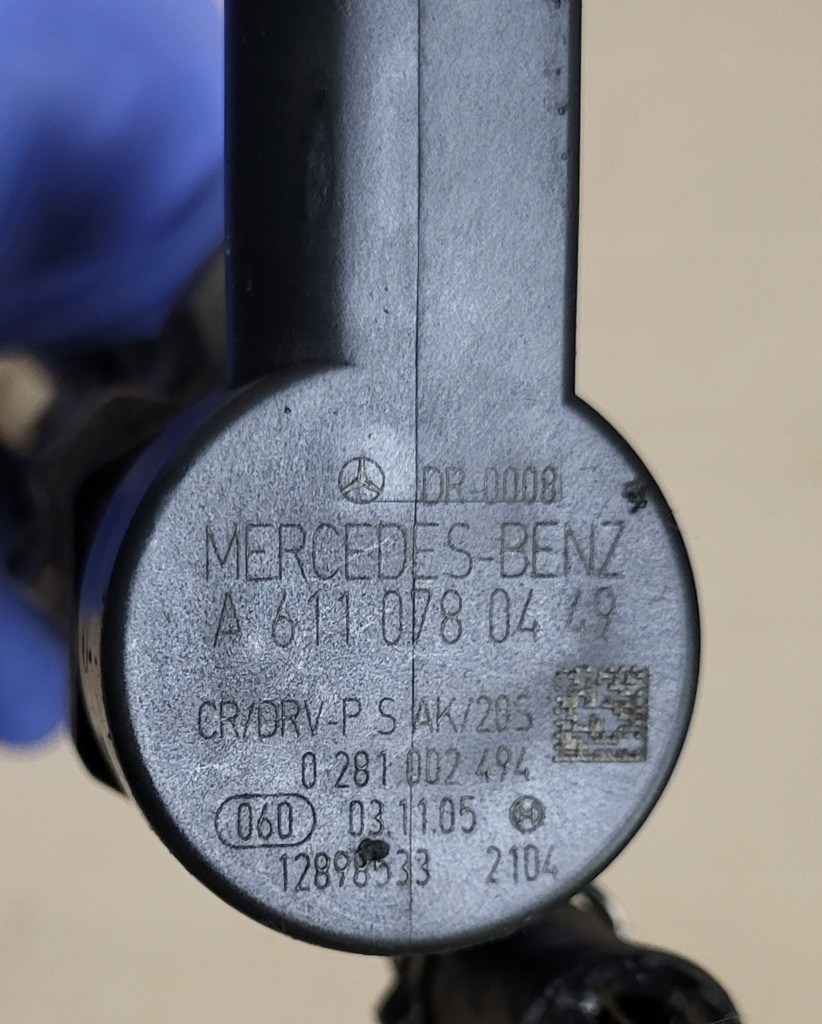 DR-0008
MERCEDES-BENZ
A 611 078 04 49
CR/DRV-P S AK/20S
0 281 002 494
060 03.11.05
12898533 2104